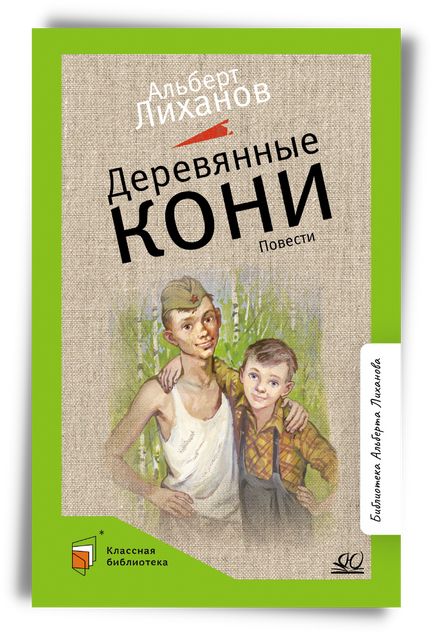 Альберт
Лиханов
Деревянные
кони
Повести
Библиотека Альберта Лиханова
*
Классная
библиотека